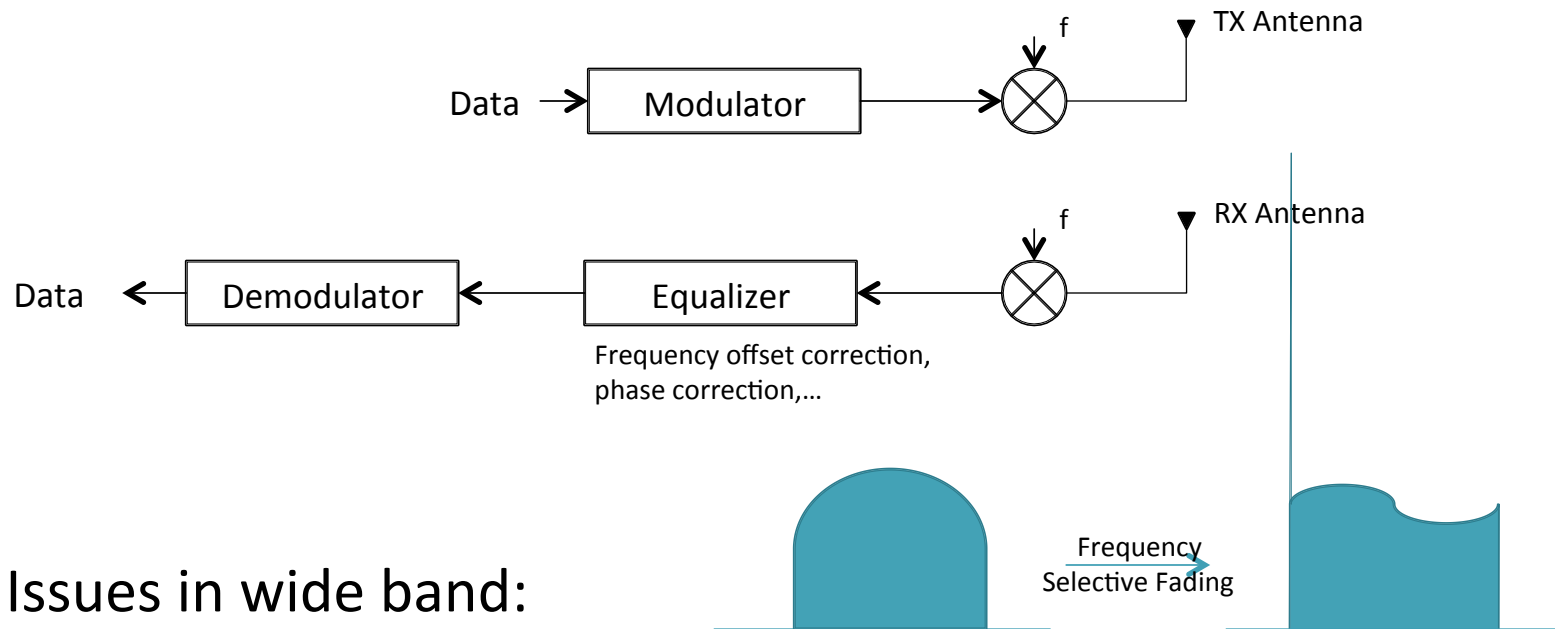 f
TX Antenna
Data
Modulator
f
RX Antenna
Data
Demodulator
Equalizer
Frequency offset correction,
phase correction,...
Frequency
Selective Fading
Issues in wide band: